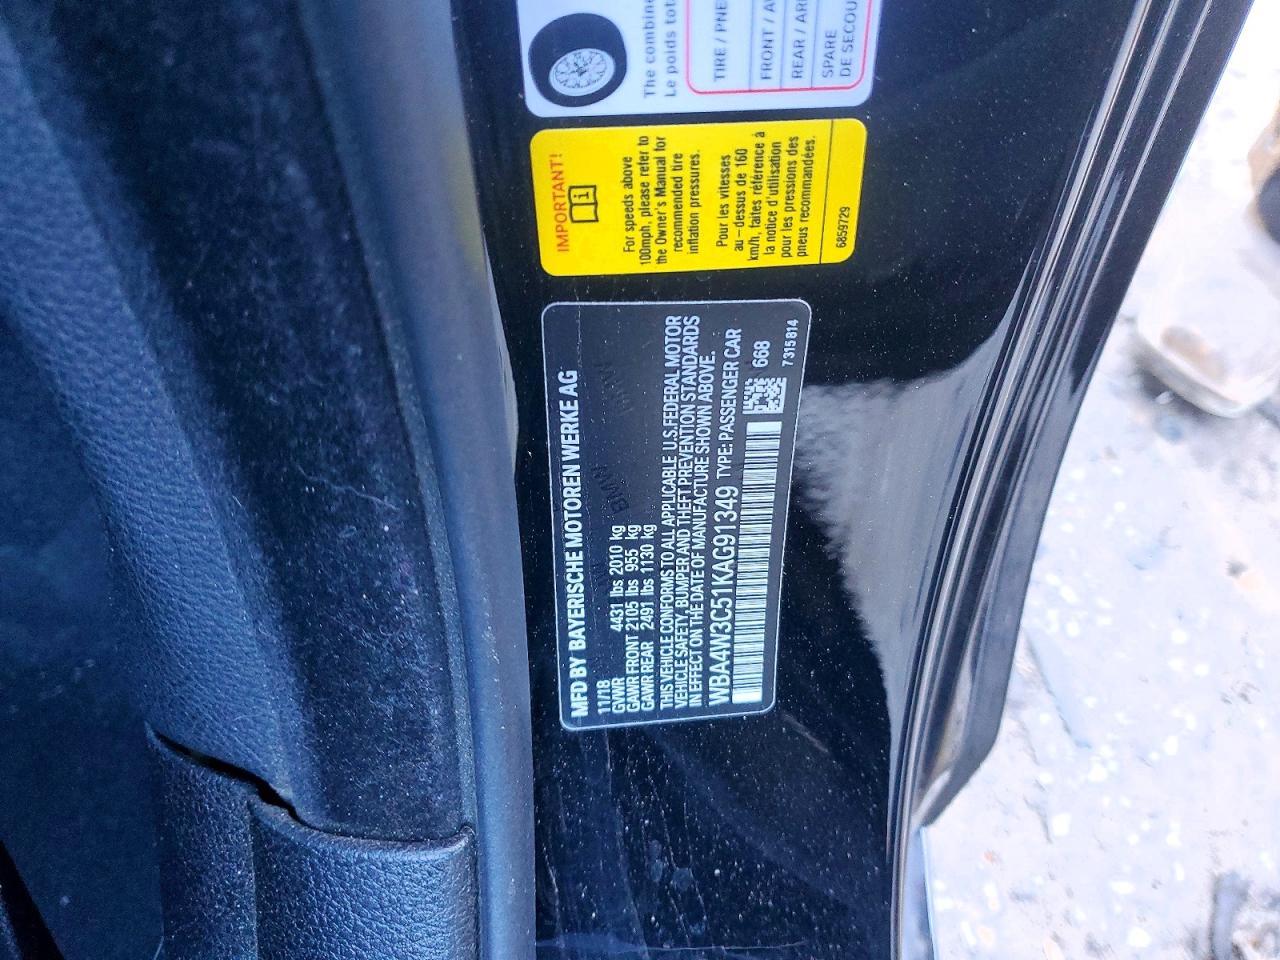 The combine
Le poids tot
TIRE / PNE
FRONT / A
REAR / AR
SPARE
DE SECOU
IMPORTANT!
For speeds above
100mph, please refer to
the Owner's Manual for
recommended tire
inflation pressures.
Pour les vitesses
au-dessus de 160
km/h, faites référence à
la notice d'utilisation
pour les pressions des
pneus recommandées.
6859729
MFD BY BAYERISCHE MOTOREN WERKE AG
11/18
GVWR 4431 lbs 2010 kg
GAWR FRONT 2105 lbs 955 kg
GAWR REAR 2491 lbs 1130 kg
THIS VEHICLE CONFORMS TO ALL APPLICABLE U.S.FEDERAL MOTOR
VEHICLE SAFETY, BUMPER AND THEFT PREVENTION STANDARDS
IN EFFECT ON THE DATE OF MANUFACTURE SHOWN ABOVE.
WBA4W3C51KAG91349 TYPE: PASSENGER CAR
668
7315814